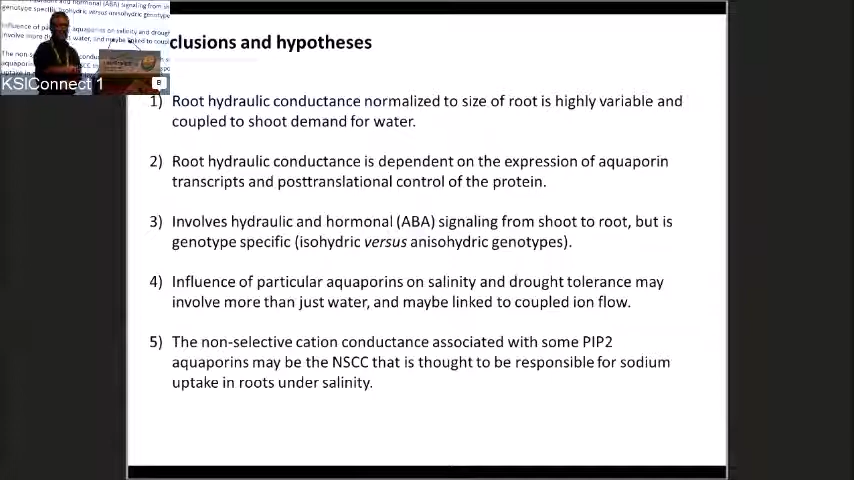 clusions and hypotheses
KSIConnect 1
1) Root hydraulic conductance normalized to size of root is highly variable and
coupled to shoot demand for water.
2) Root hydraulic conductance is dependent on the expression of aquaporin
transcripts and posttranslational control of the protein.
3) Involves hydraulic and hormonal (ABA) signaling from shoot to root, but is
genotype specific (isohydric versus anisohydric genotypes).
4) Influence of particular aquaporins on salinity and drought tolerance may
involve more than just water, and maybe linked to coupled ion flow.
5) The non-selective cation conductance associated with some PIP2
aquaporins may be the NSCC that is thought to be responsible for sodium
uptake in roots under salinity.